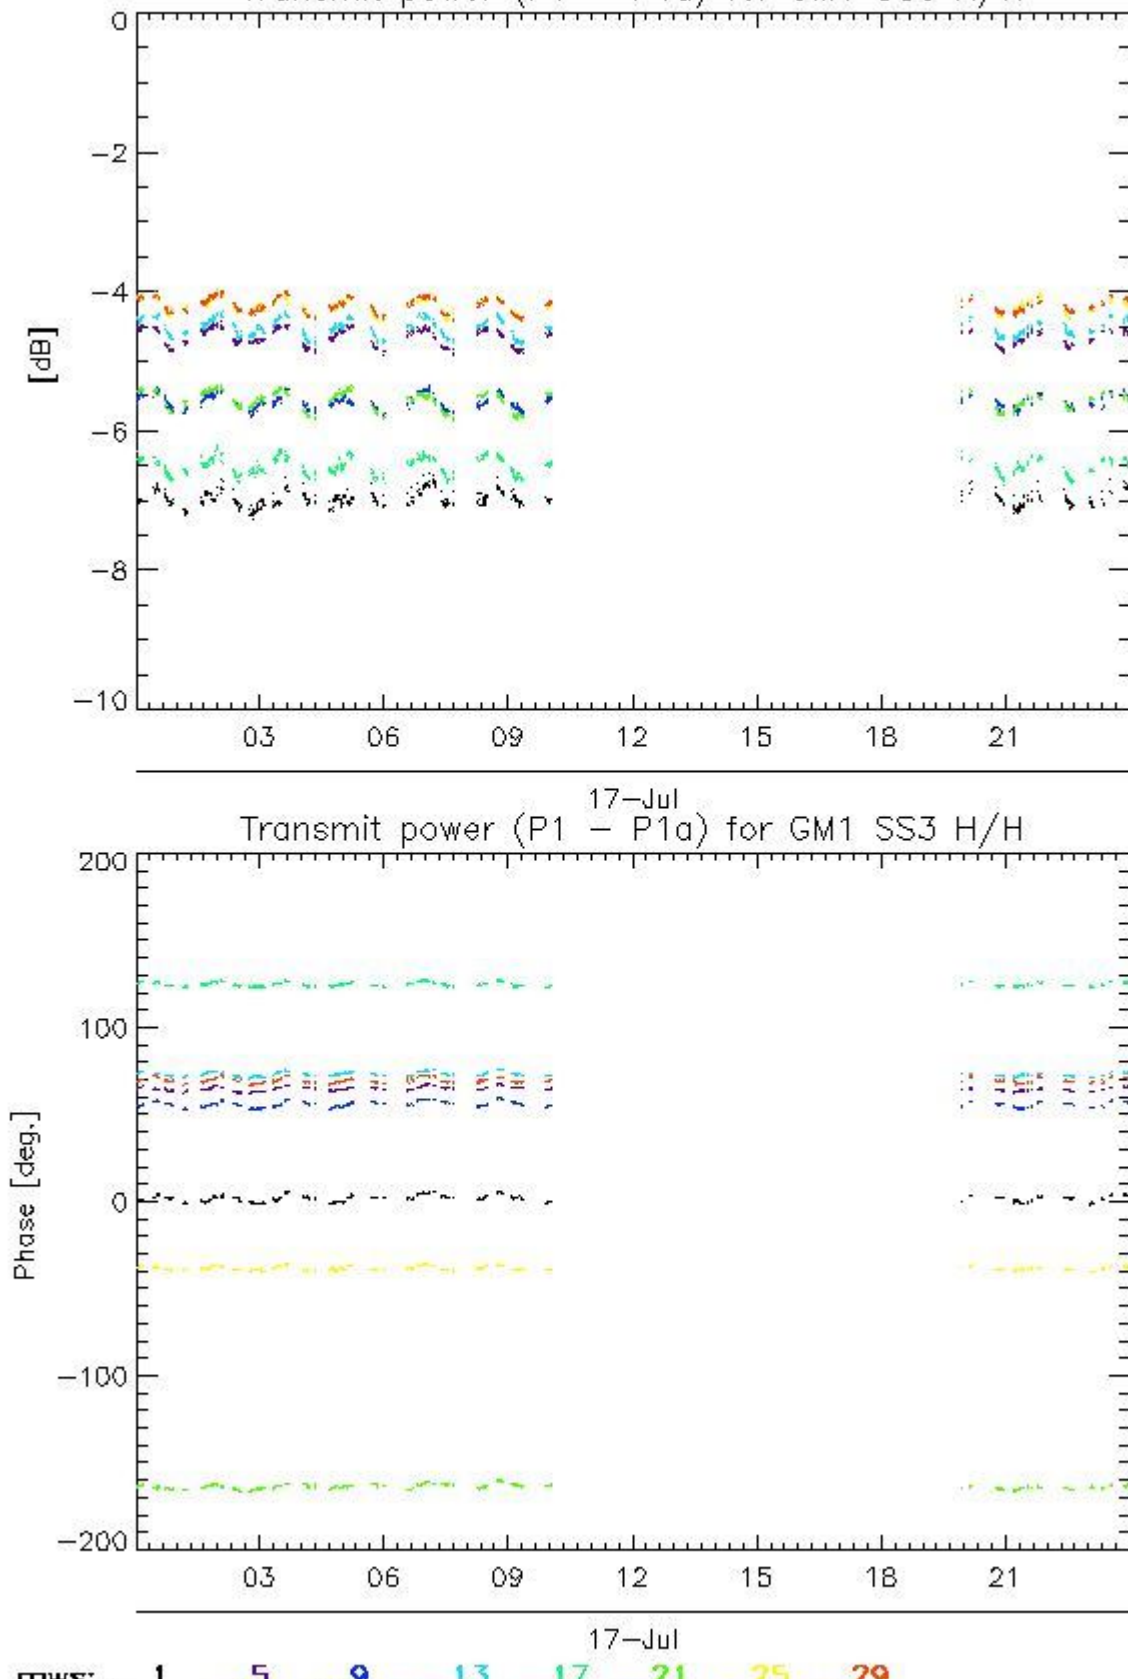 0
−2
−4
[dB]
−6
−8
−10
03 06 09 12 15 18 21
17−Jul
Transmit power (P1 − P1a) for GM1 SS3 H/H
200
100
Phase [deg.]
0
−100
−200
03 06 09 12 15 18 21
17−Jul
1 5 9 13 17 21 25 29